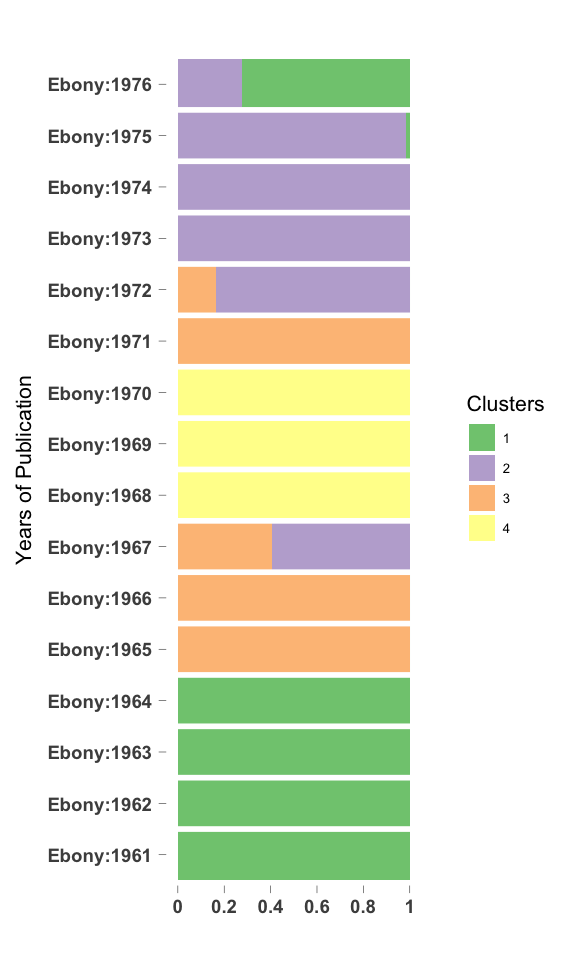 Ebony:1976
Ebony:1975
Ebony:1974
Ebony:1973
Ebony:1972
Ebony:1971
Ebony:1970
Ebony:1969
Ebony:1968
Ebony:1967
Ebony:1966
Ebony:1965
Ebony:1964
Ebony:1963
Ebony:1962
Ebony:1961
Years of Publication
0 0.2 0.4 0.6 0.8 1
Clusters
1
2
3
4